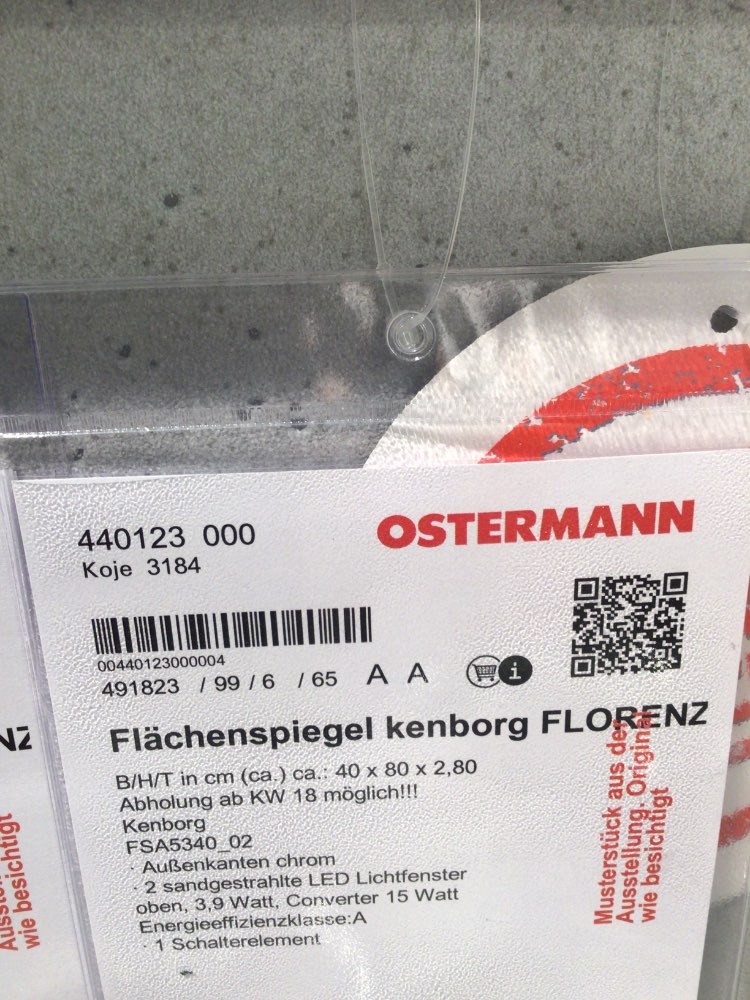 440123 000
OSTERMANN
Koje 3184
00440123000004
491823 / 99 / 6 / 65 A A
i
Flächenspiegel kenborg FLORENZ
B/H/T in cm (ca.) ca.: 40 x 80 x 2,80
Abholung ab KW 18 möglich!!!
Kenborg
FSA5340_02
· Außenkanten chrom
· 2 sandgestrahlte LED Lichtfenster
oben, 3,9 Watt, Converter 15 Watt
Energieeffizienzklasse:A
· 1 Schalterelement
Musterstück aus der
Ausstellung. Original
wie besichtigt
NZ
wie besichtigt